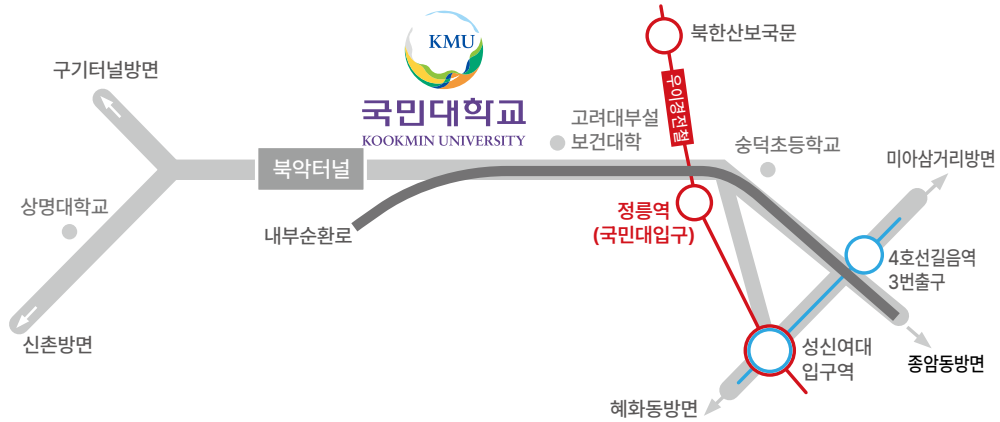 북한산보국문
KMU
구기터널방면
우이경전철
국민대학교
KOOKMIN UNIVERSITY
고려대부설
보건대학
숭덕초등학교
미아삼거리방면
북악터널
상명대학교
정릉역
(국민대입구)
내부순환로
4호선길음역
3번출구
신촌방면
성신여대
입구역
종암동방면
혜화동방면